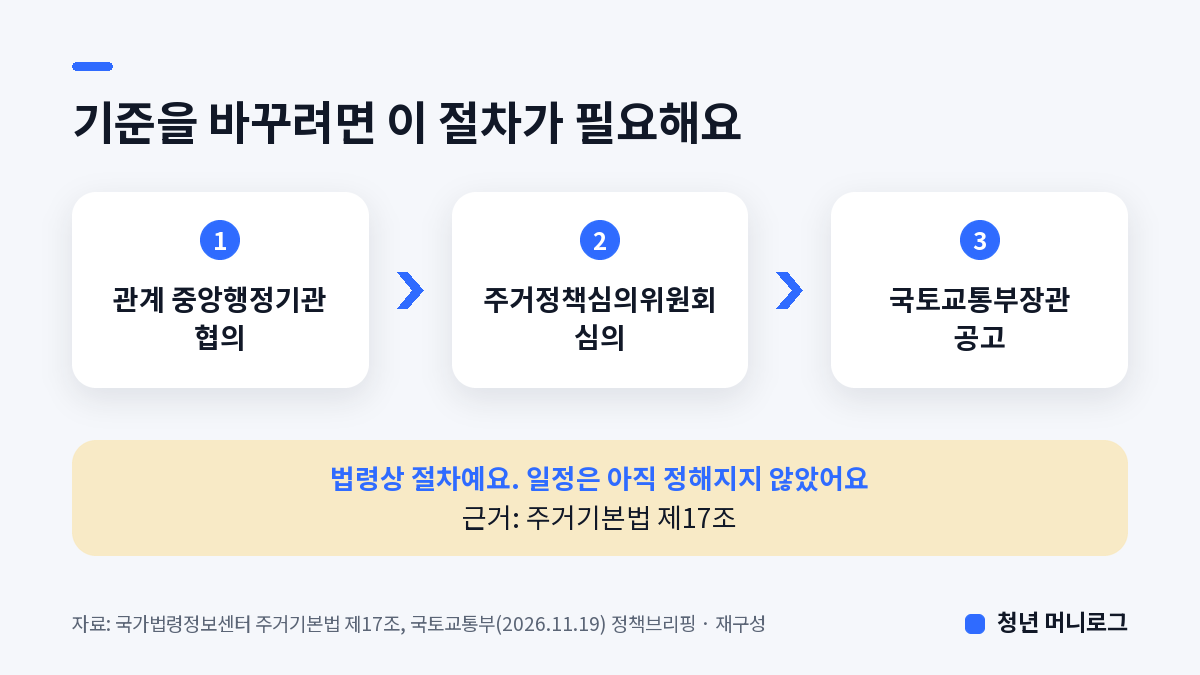 기준을 바꾸려면 이 절차가 필요해요
1
관계 중앙행정기관
협의
2
주거정책심의위원회
심의
3
국토교통부장관
공고
법령상 절차예요. 일정은 아직 정해지지 않았어요
근거: 주거기본법 제17조
자료: 국가법령정보센터 주거기본법 제17조, 국토교통부(2026.11.19) 정책브리핑 · 재구성
청년 머니로그